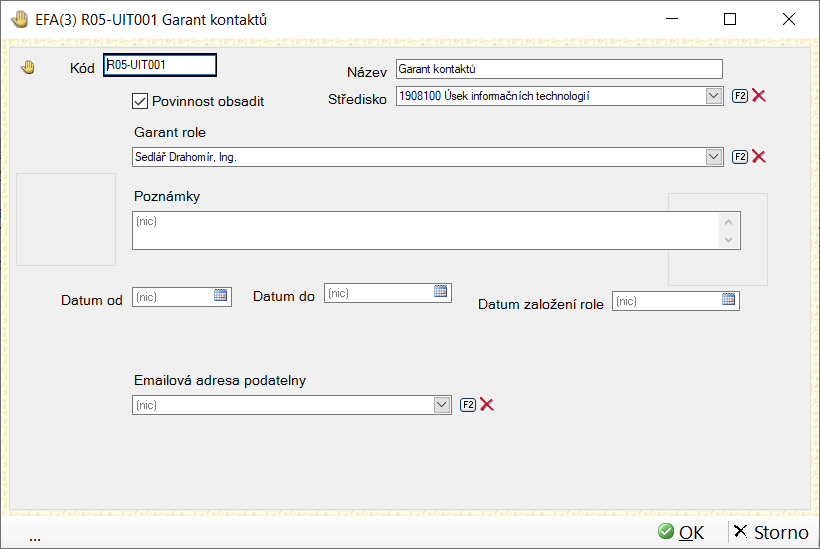 EFA(3) R05-UIT001 Garant kontaktů
Kód R05-UIT001
Název Garant kontaktů
Povinnost obsadit
Středisko 1908100 Úsek informačních technologií F2
Garant role
Sedlář Drahomír, Ing. F2
Poznámky
(nic)
Datum od (nic) Datum do (nic) Datum založení role (nic)
Emailová adresa podatelny
(nic) F2
... OK Storno